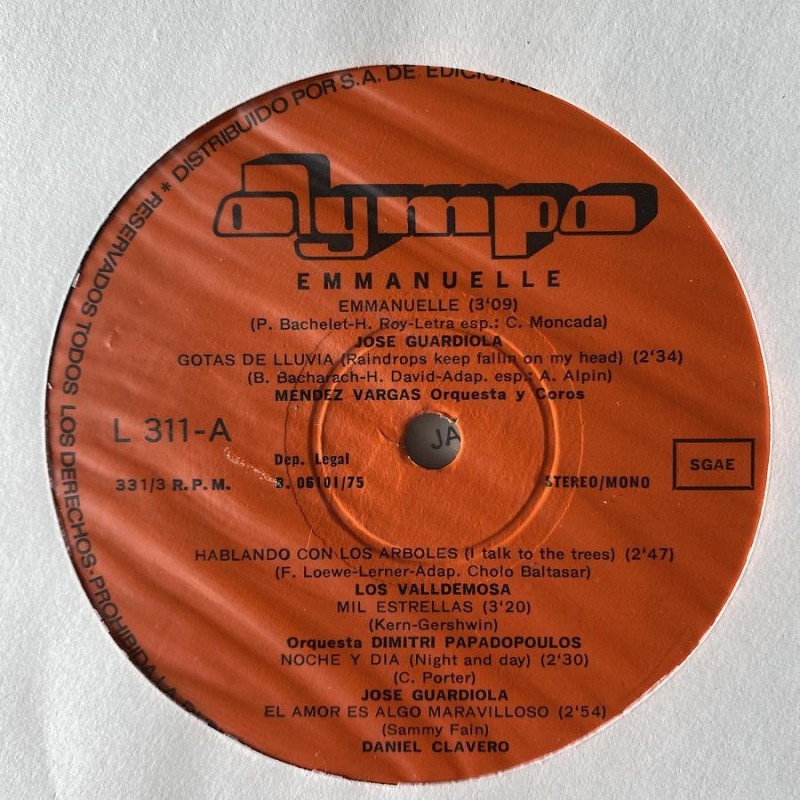 RESERVADOS TODOS LOS DERECHOS·PROHIBIDA LA
* DISTRIBUIDO POR S.A. DE EDICIONES
olympo
EMMANUELLE
EMMANUELLE (3'09)
(P. Bachelet-H. Roy-Letra esp.: C. Moncada)
JOSE GUARDIOLA
GOTAS DE LLUVIA (Raindrops keep fallin on my head) (2'34)
(B. Bacharach-H. David-Adap. esp.: A. Alpin)
MÉNDEZ VARGAS Orquesta y Coros
L 311-A
JA
Dep. Legal
SGAE
33 1/3 R.P.M.
B. 06101/75
STEREO/MONO
HABLANDO CON LOS ARBOLES (I talk to the trees) (2'47)
(F. Loewe-Lerner-Adap. Cholo Baltasar)
LOS VALLDEMOSA
MIL ESTRELLAS (3'20)
(Kern-Gershwin)
Orquesta DIMITRI PAPADOPOULOS
NOCHE Y DIA (Night and day) (2'30)
(C. Porter)
JOSE GUARDIOLA
EL AMOR ES ALGO MARAVILLOSO (2'54)
(Sammy Fain)
DANIEL CLAVERO